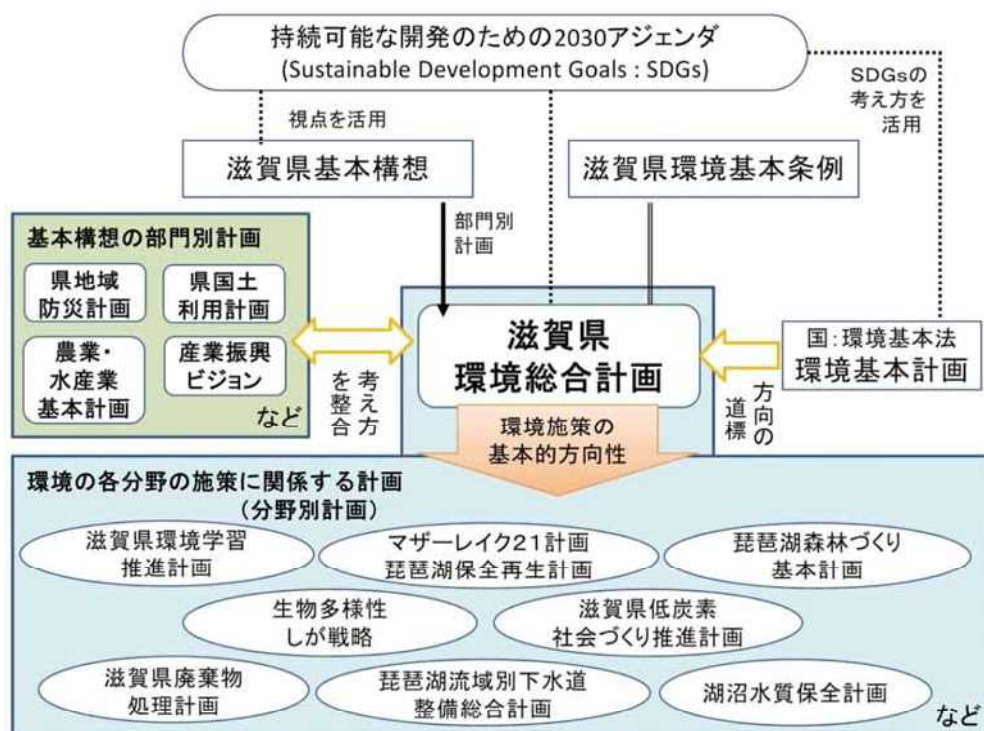 持続可能な開発のための2030アジェンダ
(Sustainable Development Goals : SDGs)
視点を活用
SDGsの
考え方を
活用
滋賀県基本構想
滋賀県環境基本条例
部門別
計画
基本構想の部門別計画
県地域
防災計画
県国土
利用計画
農業・
水産業
基本計画
産業振興
ビジョン
など
考え方
を整合
滋賀県
環境総合計画
国:環境基本法
環境基本計画
方向の
道標
環境施策の
基本的方向性
環境の各分野の施策に関係する計画
(分野別計画)
滋賀県環境学習
推進計画
マザーレイク21計画
琵琶湖保全再生計画
琵琶湖森林づくり
基本計画
生物多様性
しが戦略
滋賀県低炭素
社会づくり推進計画
滋賀県廃棄物
処理計画
琵琶湖流域別下水道
整備総合計画
湖沼水質保全計画
など